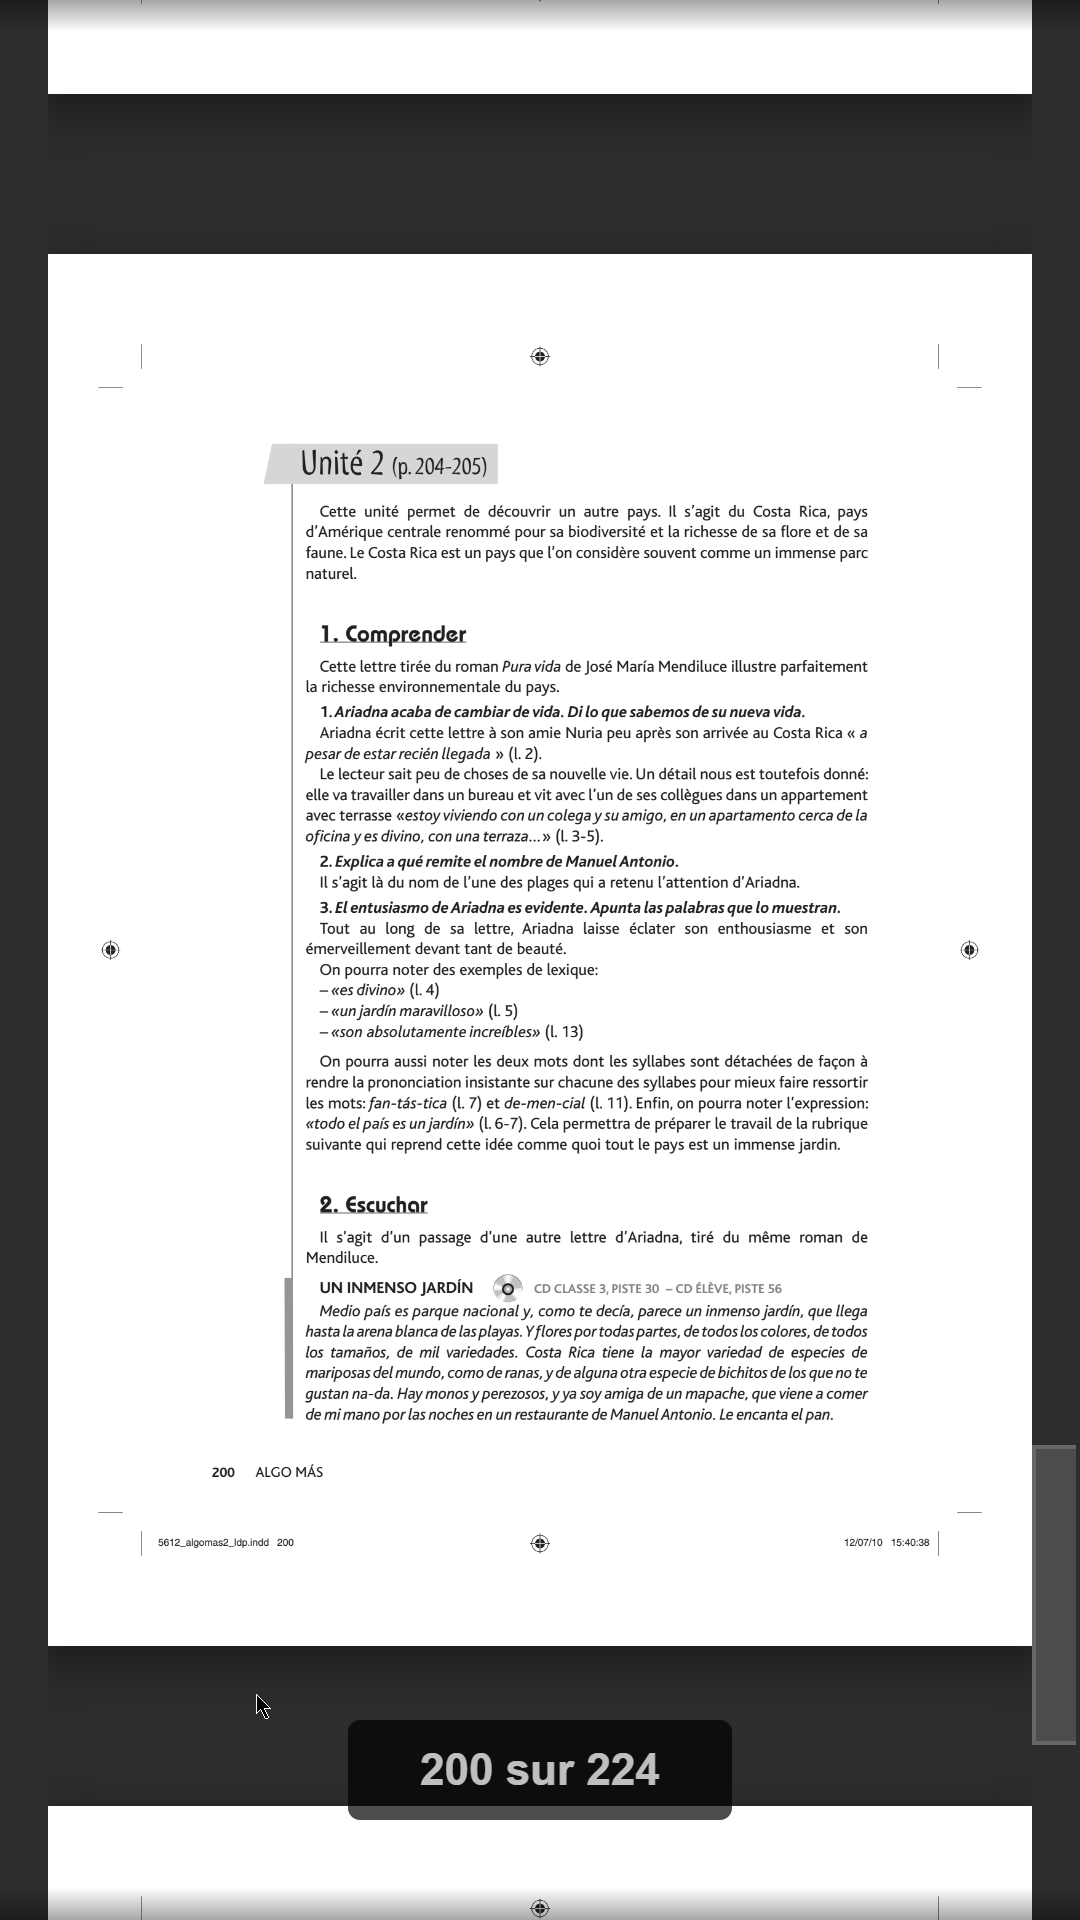 Unité 2 (p. 204-205)
Cette unité permet de découvrir un autre pays. Il s’agit du Costa Rica, pays
d’Amérique centrale renommé pour sa biodiversité et la richesse de sa flore et de sa
faune. Le Costa Rica est un pays que l’on considère souvent comme un immense parc
naturel.
1. Comprender
Cette lettre tirée du roman Pura vida de José María Mendiluce illustre parfaitement
la richesse environnementale du pays.
1. Ariadna acaba de cambiar de vida. Di lo que sabemos de su nueva vida.
Ariadna écrit cette lettre à son amie Nuria peu après son arrivée au Costa Rica « a
pesar de estar recién llegada » (l. 2).
Le lecteur sait peu de choses de sa nouvelle vie. Un détail nous est toutefois donné:
elle va travailler dans un bureau et vit avec l’un de ses collègues dans un appartement
avec terrasse «estoy viviendo con un colega y su amigo, en un apartamento cerca de la
oficina y es divino, con una terraza...» (l. 3-5).
2. Explica a qué remite el nombre de Manuel Antonio.
Il s’agit là du nom de l’une des plages qui a retenu l’attention d’Ariadna.
3. El entusiasmo de Ariadna es evidente. Apunta las palabras que lo muestran.
Tout au long de sa lettre, Ariadna laisse éclater son enthousiasme et son
émerveillement devant tant de beauté.
On pourra noter des exemples de lexique:
– «es divino» (l. 4)
– «un jardín maravilloso» (l. 5)
– «son absolutamente increíbles» (l. 13)
On pourra aussi noter les deux mots dont les syllabes sont détachées de façon à
rendre la prononciation insistante sur chacune des syllabes pour mieux faire ressortir
les mots: fan-tás-tica (l. 7) et de-men-cial (l. 11). Enfin, on pourra noter l’expression:
«todo el país es un jardín» (l. 6-7). Cela permettra de préparer le travail de la rubrique
suivante qui reprend cette idée comme quoi tout le pays est un immense jardin.
2. Escuchar
Il s’agit d’un passage d’une autre lettre d’Ariadna, tiré du même roman de
Mendiluce.
UN INMENSO JARDÍN CD CLASSE 3, PISTE 30 – CD ÉLÈVE, PISTE 56
Medio país es parque nacional y, como te decía, parece un inmenso jardín, que llega
hasta la arena blanca de las playas. Y flores por todas partes, de todos los colores, de todos
los tamaños, de mil variedades. Costa Rica tiene la mayor variedad de especies de
mariposas del mundo, como de ranas, y de alguna otra especie de bichitos de los que no te
gustan na-da. Hay monos y perezosos, y ya soy amiga de un mapache, que viene a comer
de mi mano por las noches en un restaurante de Manuel Antonio. Le encanta el pan.
200 ALGO MÁS
5612_algomas2_ldp.indd 200 12/07/10 15:40:38
200 sur 224